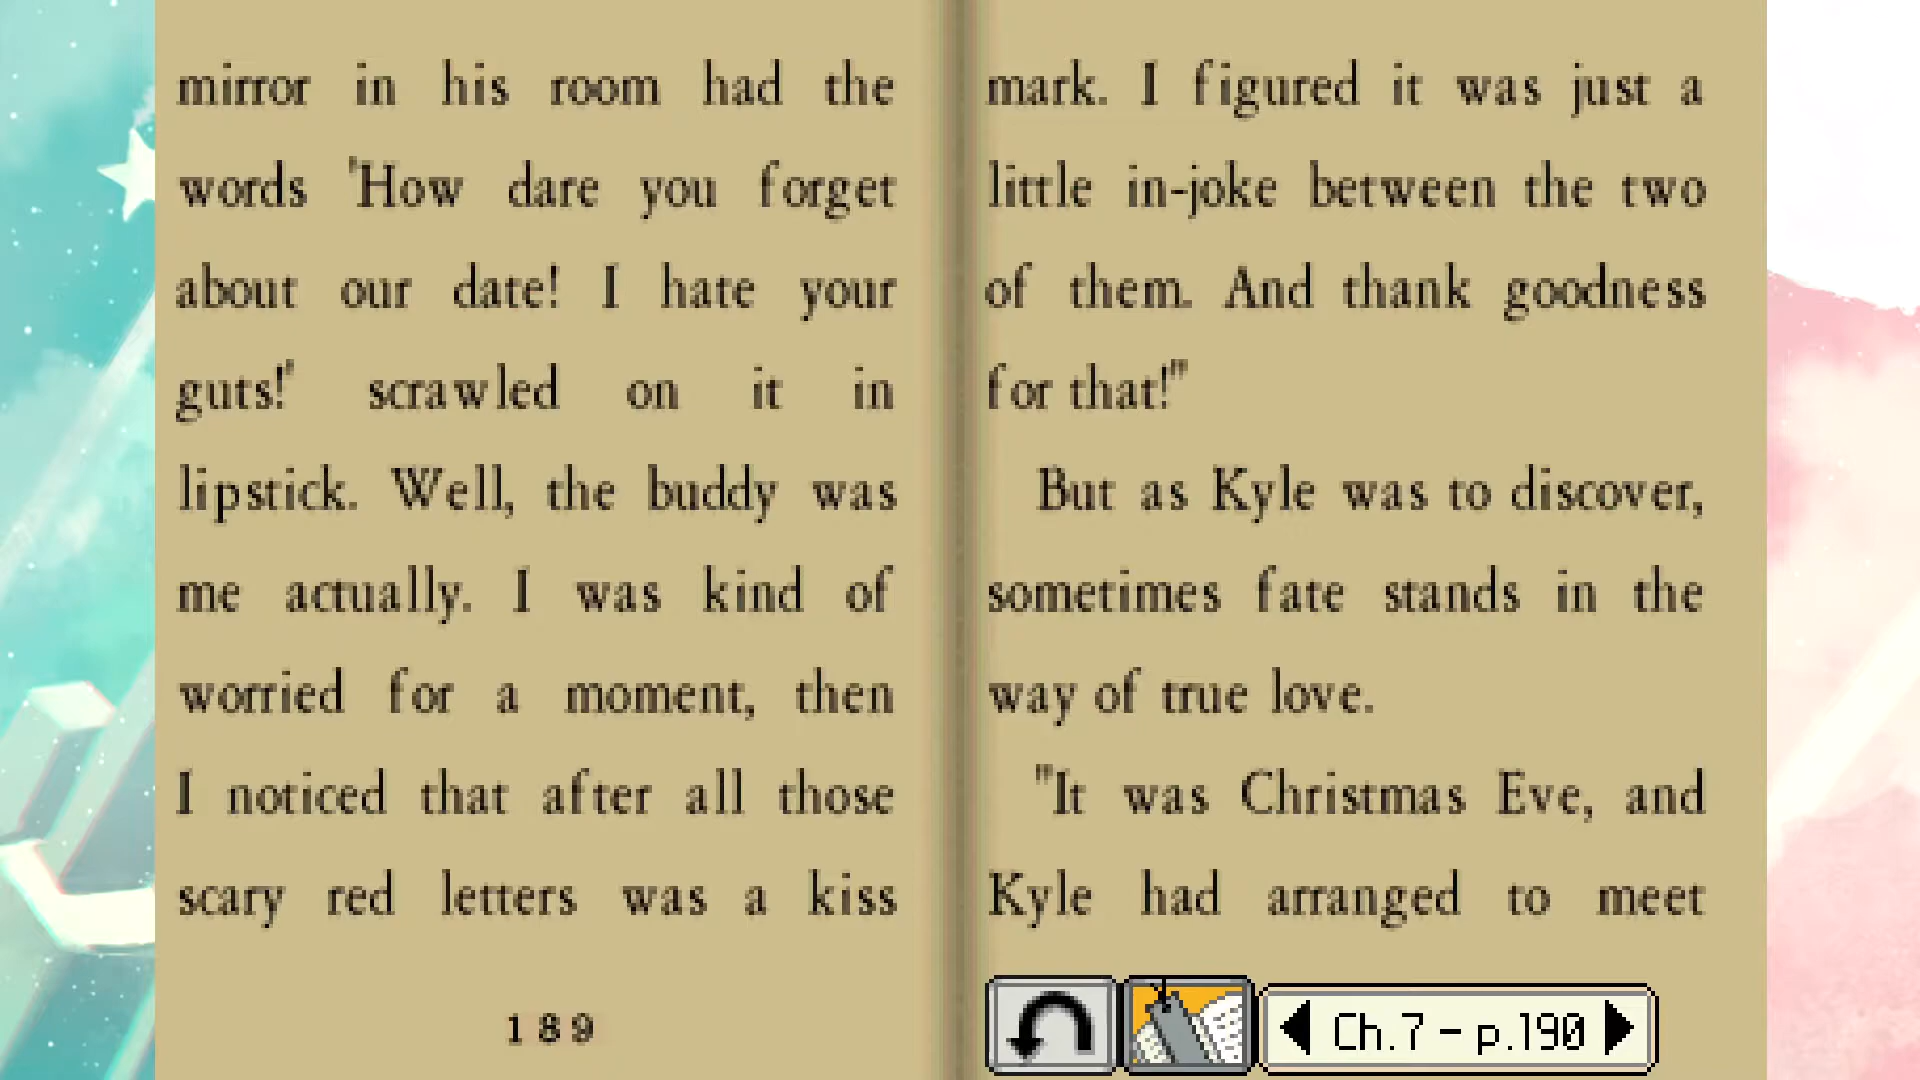 mirror in his room had the
words 'How dare you forget
about our date! I hate your
guts!' scrawled on it in
lipstick. Well, the buddy was
me actually. I was kind of
worried for a moment, then
I noticed that after all those
scary red letters was a kiss
189
mark. I figured it was just a
little in-joke between the two
of them. And thank goodness
for that!"
But as Kyle was to discover,
sometimes fate stands in the
way of true love.
"It was Christmas Eve, and
Kyle had arranged to meet
Ch.7 - p.190